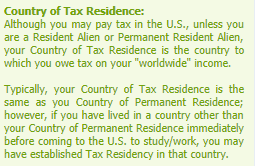 Country of Tax Residence:
Although you may pay tax in the U.S., unless you
are a Resident Alien or Permanent Resident Alien,
your Country of Tax Residence is the country to
which you owe tax on your "worldwide" income.
Typically, your Country of Tax Residence is the
same as you Country of Permanent Residence;
however, if you have lived in a country other than
your Country of Permanent Residence immediately
before coming to the U.S. to study/work, you may
have established Tax Residency in that country.